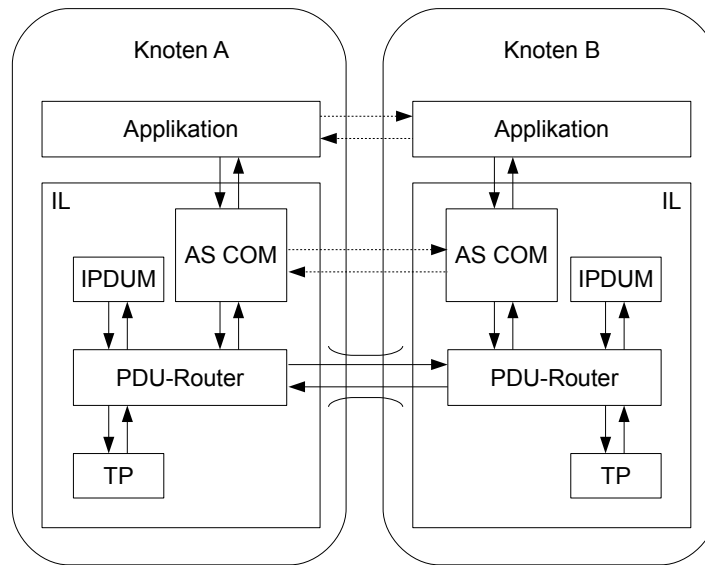 Knoten A
Knoten B
Applikation
Applikation
IL
IL
AS COM
AS COM
IPDUM
IPDUM
PDU-Router
PDU-Router
TP
TP